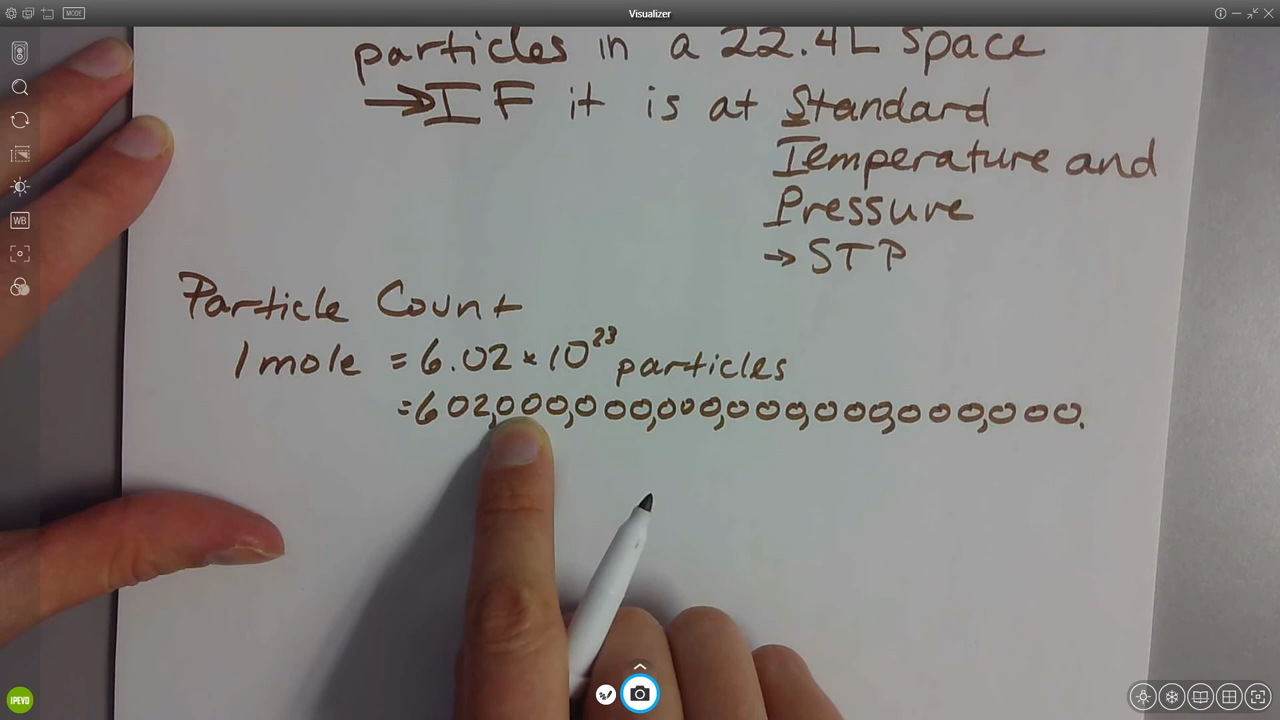 MODE
Visualizer
particles in a 22.4L space
→IF it is at Standard
Temperature and
Pressure
→ STP
WB
Particle Count
1 mole = 6.02 × 10²³ particles
=602,000,000,000,000,000,000,000.
IPEVO